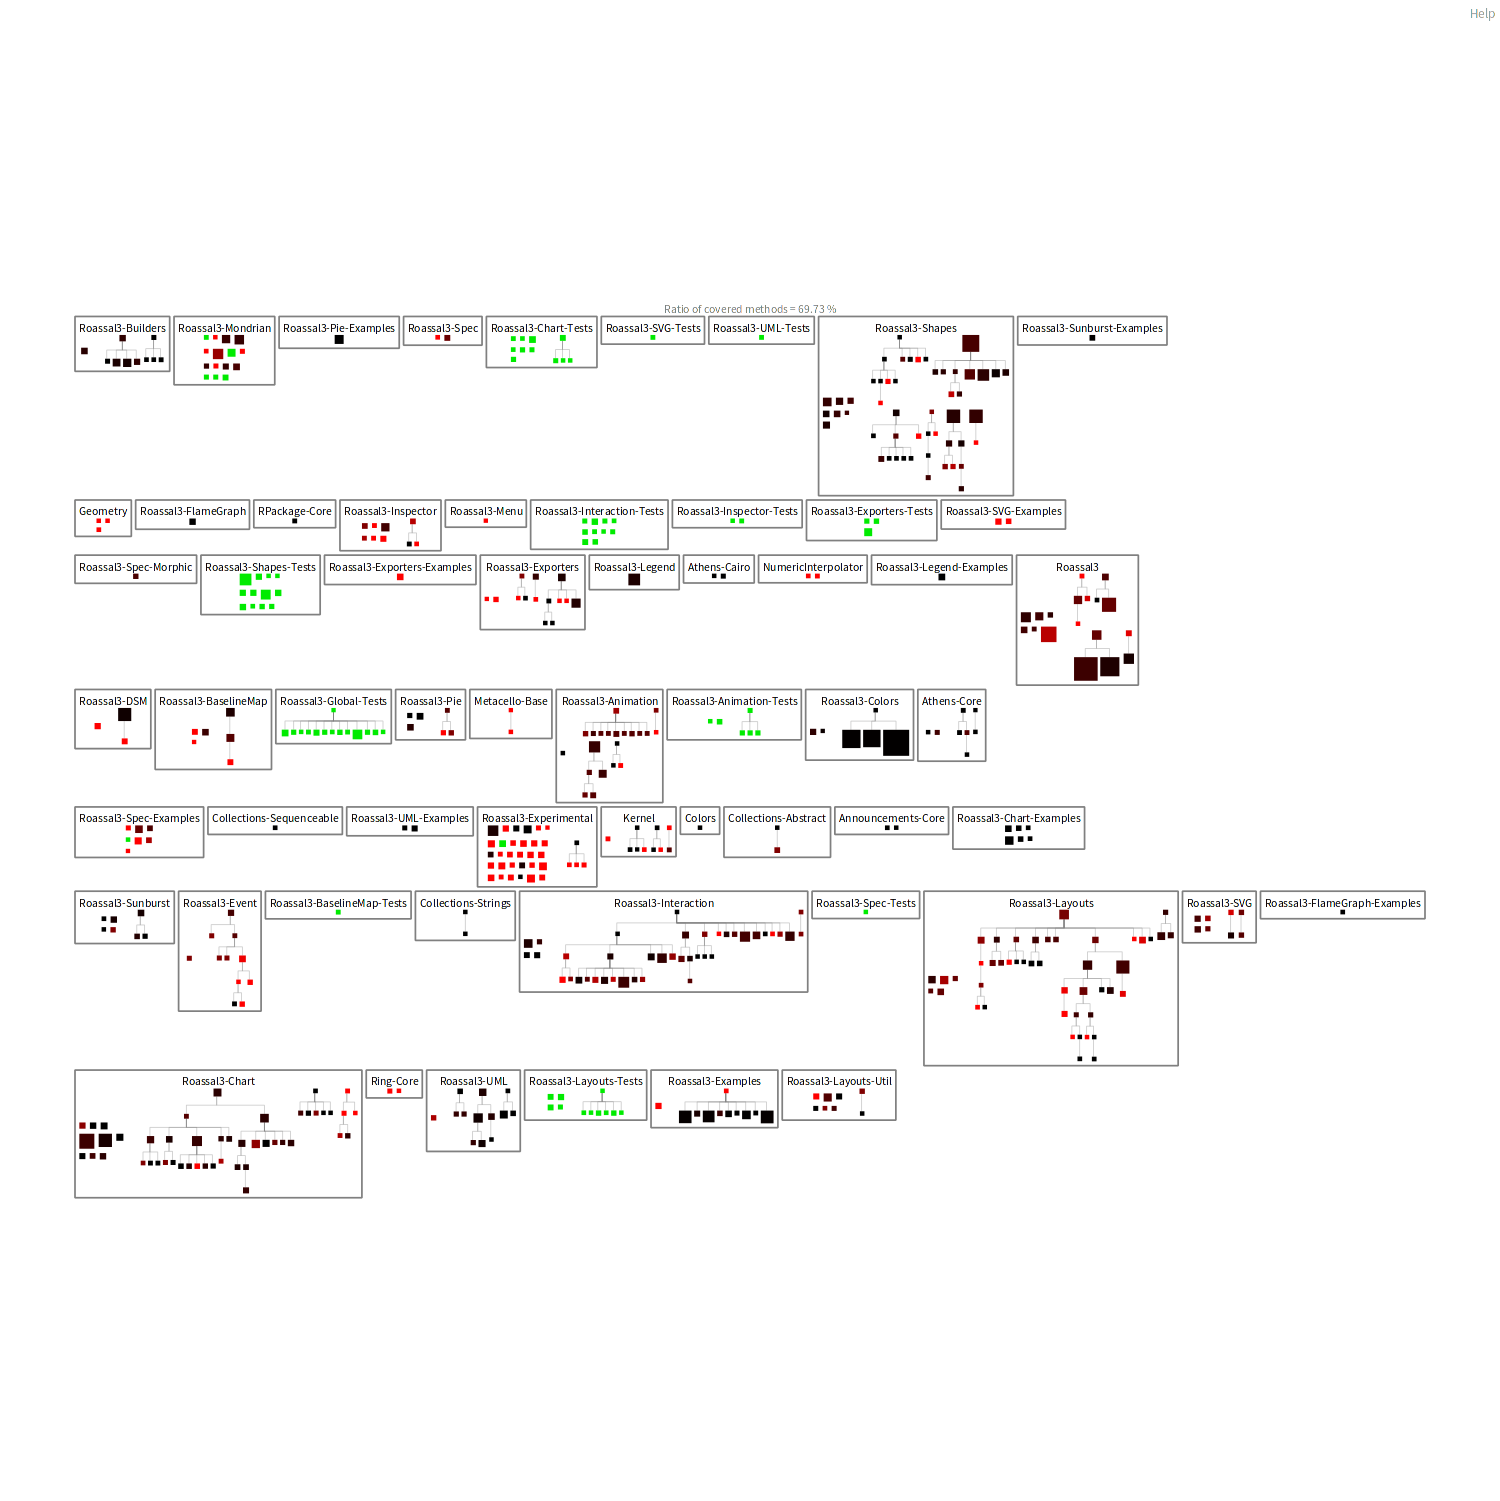 Help
Ratio of covered methods = 69.73 %
Roassal3-Builders
Roassal3-Mondrian
Roassal3-Pie-Examples
Roassal3-Spec
Roassal3-Chart-Tests
Roassal3-SVG-Tests
Roassal3-UML-Tests
Roassal3-Shapes
Roassal3-Sunburst-Examples
Geometry
Roassal3-FlameGraph
RPackage-Core
Roassal3-Inspector
Roassal3-Menu
Roassal3-Interaction-Tests
Roassal3-Inspector-Tests
Roassal3-Exporters-Tests
Roassal3-SVG-Examples
Roassal3-Spec-Morphic
Roassal3-Shapes-Tests
Roassal3-Exporters-Examples
Roassal3-Exporters
Roassal3-Legend
Athens-Cairo
NumericInterpolator
Roassal3-Legend-Examples
Roassal3
Roassal3-DSM
Roassal3-BaselineMap
Roassal3-Global-Tests
Roassal3-Pie
Metacello-Base
Roassal3-Animation
Roassal3-Animation-Tests
Roassal3-Colors
Athens-Core
Roassal3-Spec-Examples
Collections-Sequenceable
Roassal3-UML-Examples
Roassal3-Experimental
Kernel
Colors
Collections-Abstract
Announcements-Core
Roassal3-Chart-Examples
Roassal3-Sunburst
Roassal3-Event
Roassal3-BaselineMap-Tests
Collections-Strings
Roassal3-Interaction
Roassal3-Spec-Tests
Roassal3-Layouts
Roassal3-SVG
Roassal3-FlameGraph-Examples
Roassal3-Chart
Ring-Core
Roassal3-UML
Roassal3-Layouts-Tests
Roassal3-Examples
Roassal3-Layouts-Util